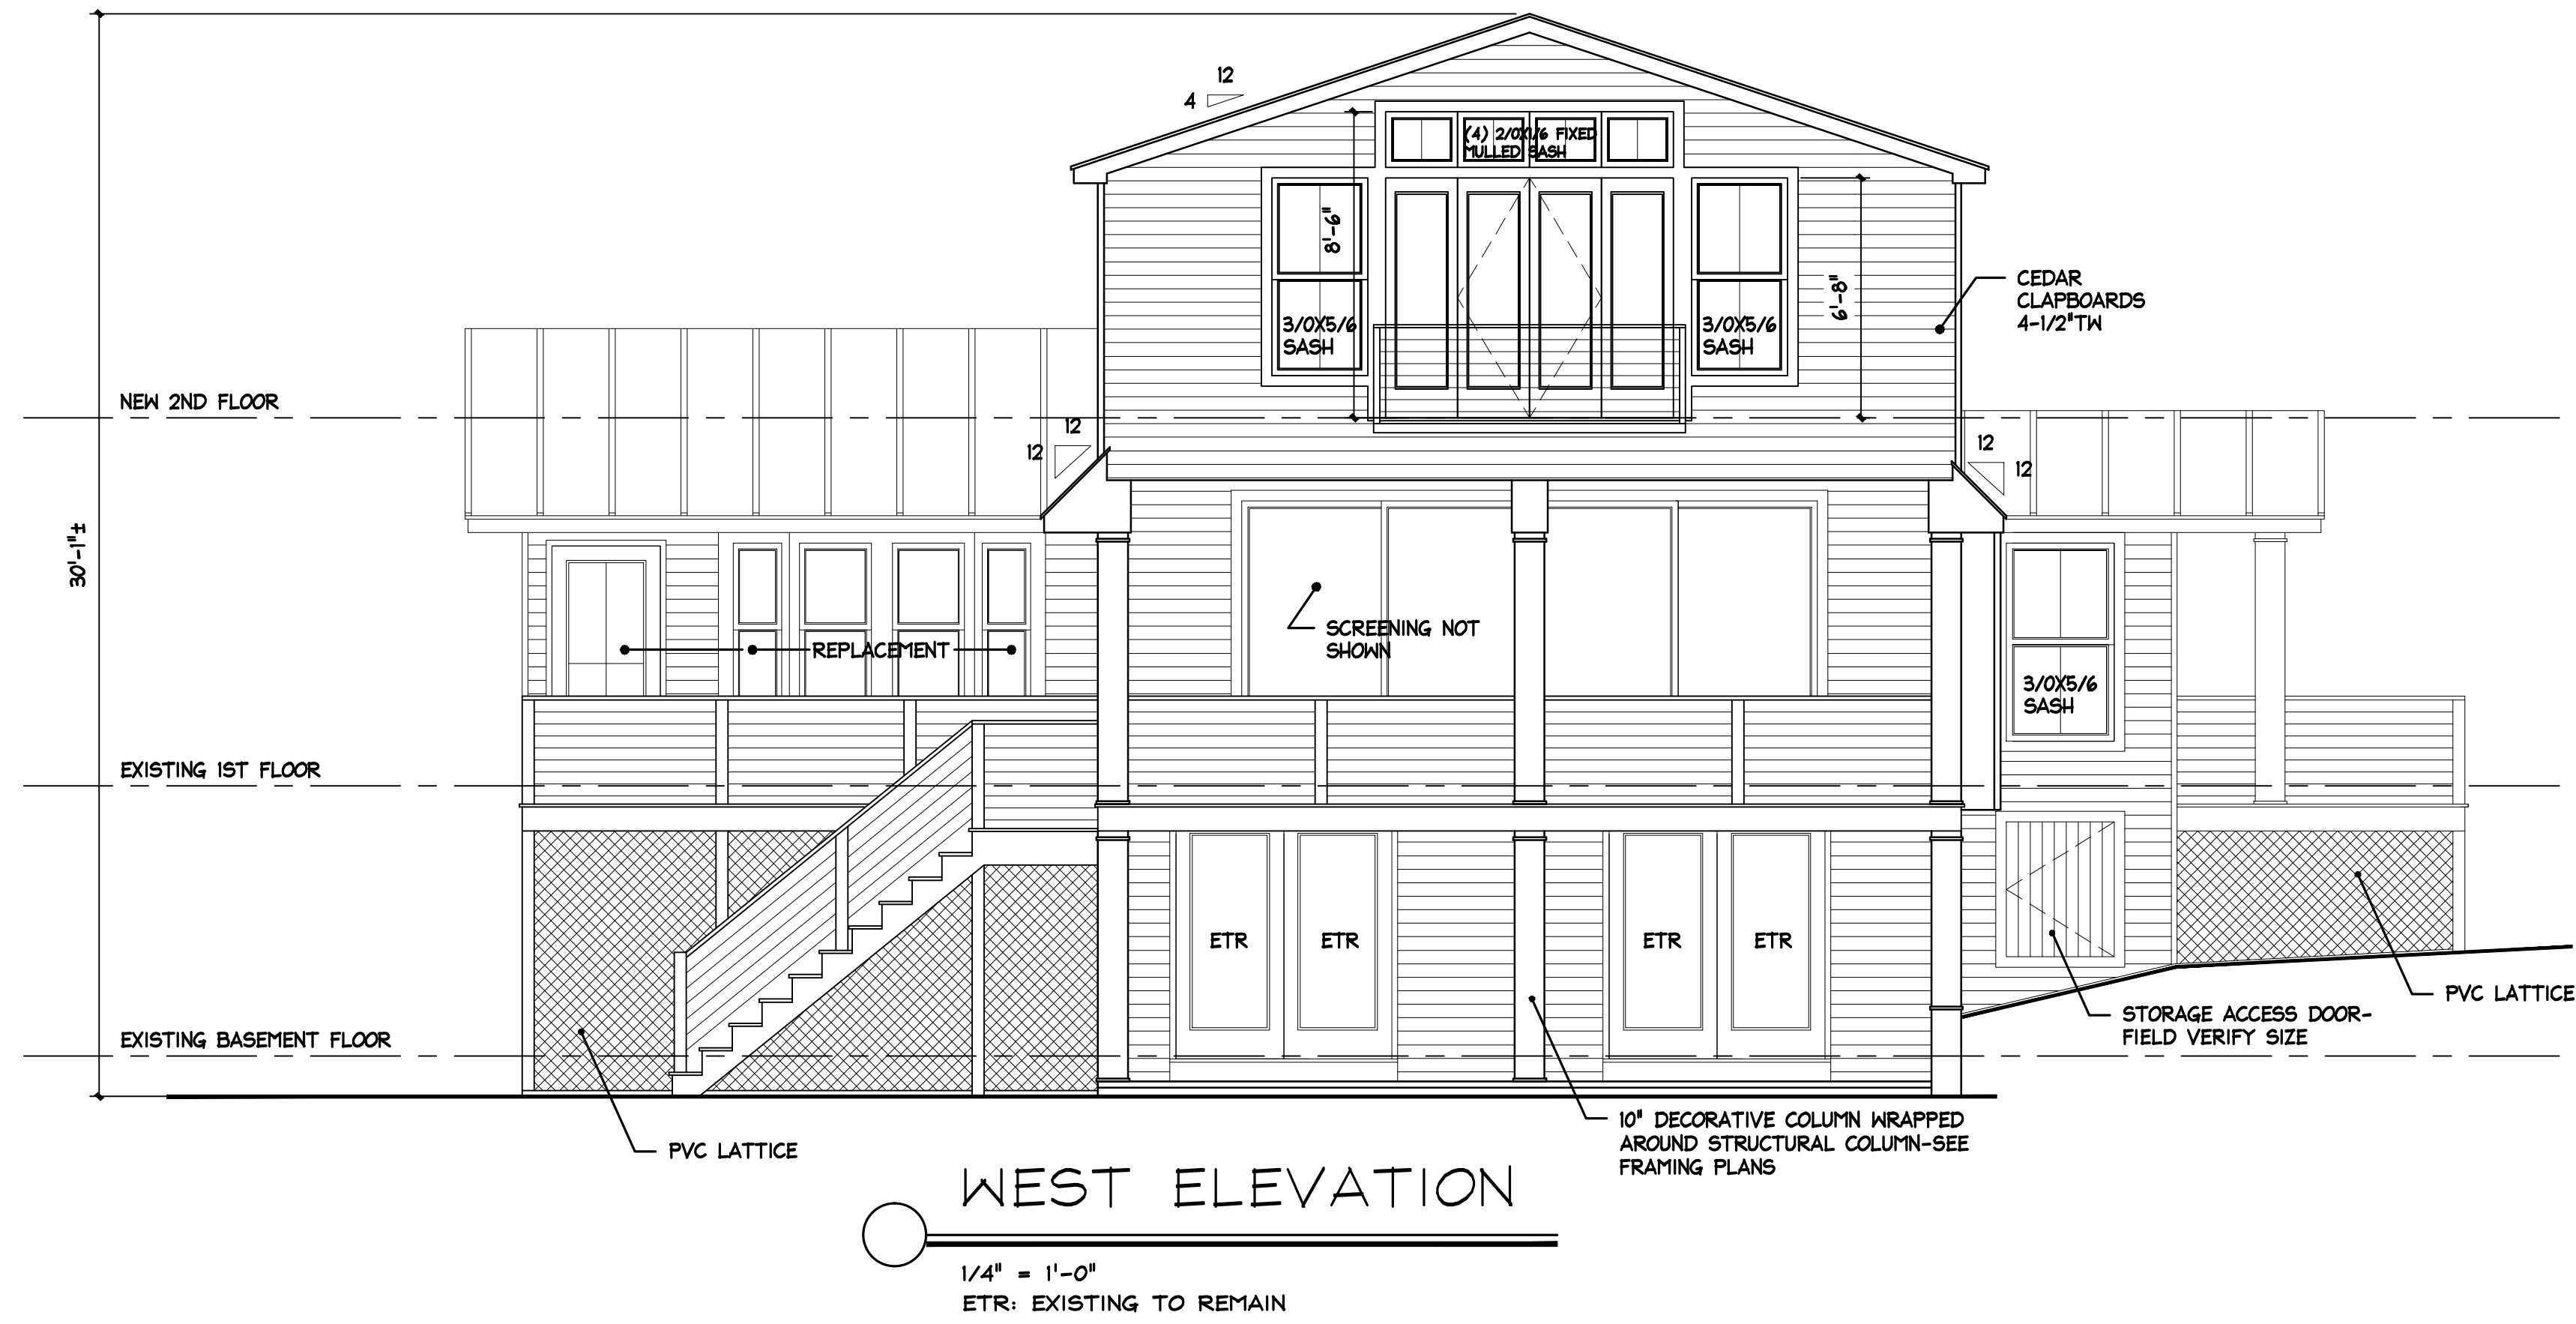 12
4
(4) 2/0X1/6 FIXED
MULLED SASH
8'-6"
6'-8"
3/0X5/6
SASH
3/0X5/6
SASH
CEDAR
CLAPBOARDS
4-1/2"TW
NEW 2ND FLOOR
12
12
12
12
30'-1"±
SCREENING NOT
SHOWN
REPLACEMENT
3/0X5/6
SASH
EXISTING 1ST FLOOR
ETR
ETR
ETR
ETR
PVC LATTICE
STORAGE ACCESS DOOR-
FIELD VERIFY SIZE
EXISTING BASEMENT FLOOR
10" DECORATIVE COLUMN WRAPPED
AROUND STRUCTURAL COLUMN-SEE
FRAMING PLANS
PVC LATTICE
WEST ELEVATION
1/4" = 1'-0"
ETR: EXISTING TO REMAIN